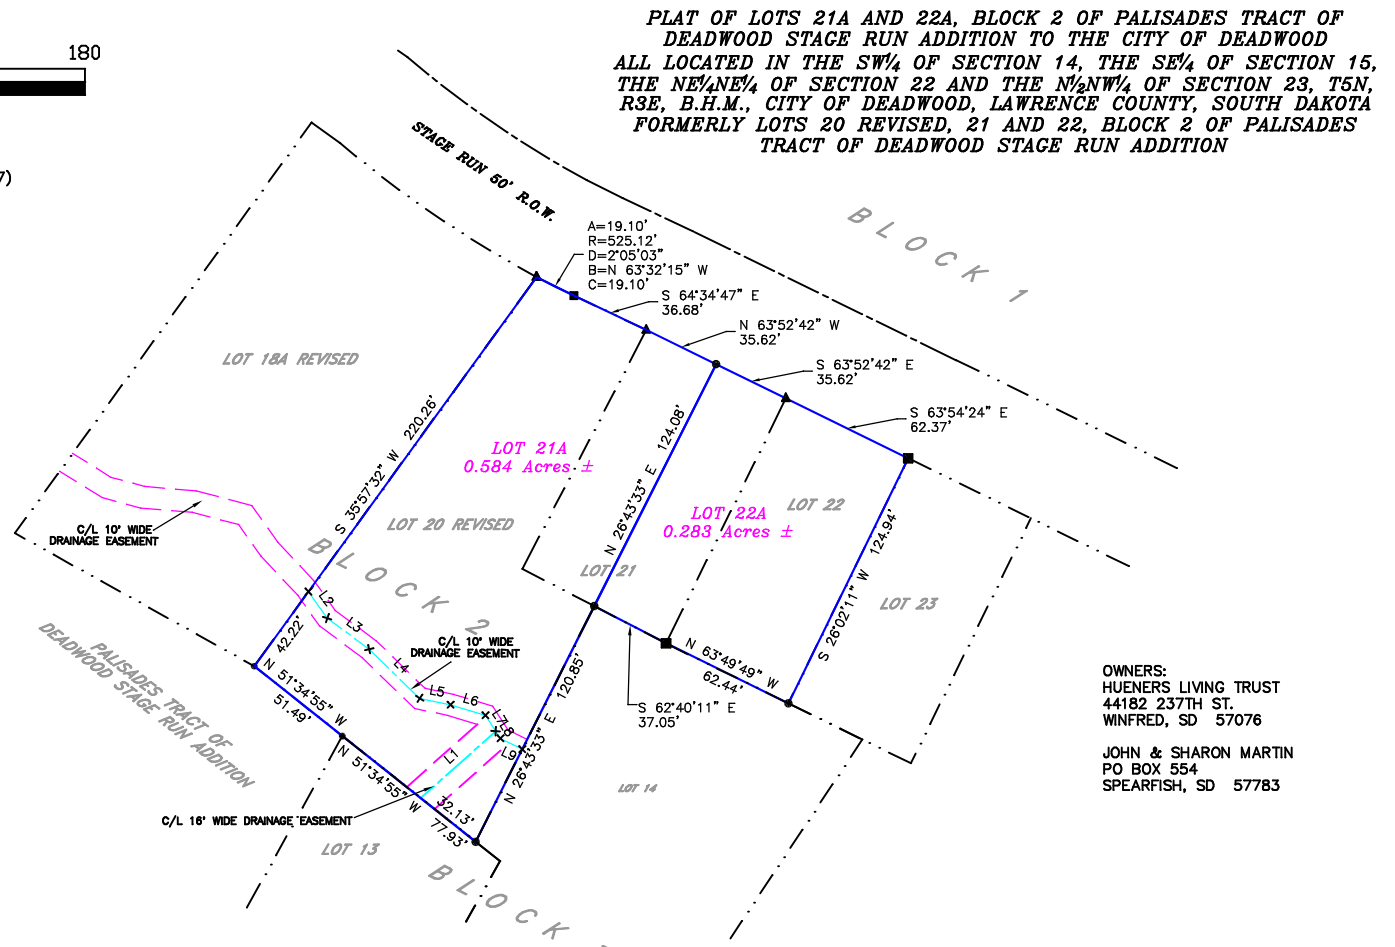 PLAT OF LOTS 21A AND 22A, BLOCK 2 OF PALISADES TRACT OF
DEADWOOD STAGE RUN ADDITION TO THE CITY OF DEADWOOD
ALL LOCATED IN THE SW¼ OF SECTION 14, THE SE¼ OF SECTION 15,
THE NE¼NE¼ OF SECTION 22 AND THE N½NW¼ OF SECTION 23, T5N,
R3E, B.H.M., CITY OF DEADWOOD, LAWRENCE COUNTY, SOUTH DAKOTA
FORMERLY LOTS 20 REVISED, 21 AND 22, BLOCK 2 OF PALISADES
TRACT OF DEADWOOD STAGE RUN ADDITION
180
7)
STAGE RUN 50' R.O.W.
BLOCK 1
A=19.10'
R=525.12'
D=2°05'03"
B=N 63°32'15" W
C=19.10'
S 64°34'47" E
36.68'
N 63°52'42" W
35.62'
S 63°52'42" E
35.62'
S 63°54'24" E
62.37'
LOT 18A REVISED
S 35°57'32" W 220.26'
LOT 21A
0.584 Acres ±
N 26°43'33" E 124.08'
LOT 20 REVISED
LOT 22
LOT 22A
0.283 Acres ±
S 26°02'11" W 124.94'
C/L 10' WIDE
DRAINAGE EASEMENT
BLOCK 2
LOT 21
LOT 23
42.22'
L2
L3
L4
L5
L6
L7
L8
L9
L1
C/L 10' WIDE
DRAINAGE EASEMENT
N 63°49'49" W
62.44'
S 62°40'11" E
37.05'
N 26°43'33" E 120.85'
PALISADES TRACT OF
DEADWOOD STAGE RUN ADDITION
N 51°34'55" W
51.49'
N 51°34'55" W
32.13'
77.93'
C/L 16' WIDE DRAINAGE EASEMENT
LOT 14
LOT 13
BLOCK
OWNERS:
HUENERS LIVING TRUST
44182 237TH ST.
WINFRED, SD 57076
JOHN & SHARON MARTIN
PO BOX 554
SPEARFISH, SD 57783